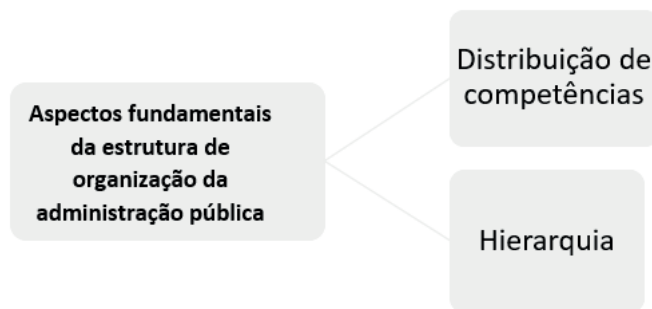 Aspectos fundamentais
da estrutura de
organização da
administração pública
Distribuição de
competências
Hierarquia